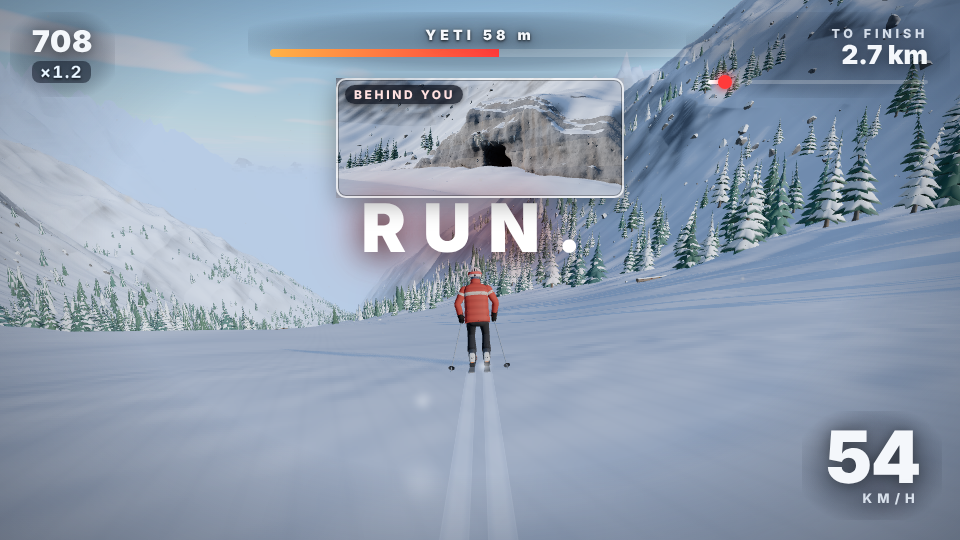 708
×1.2
YETI 58 m
TO FINISH
2.7 km
BEHIND YOU
RUN.
54
KM/H